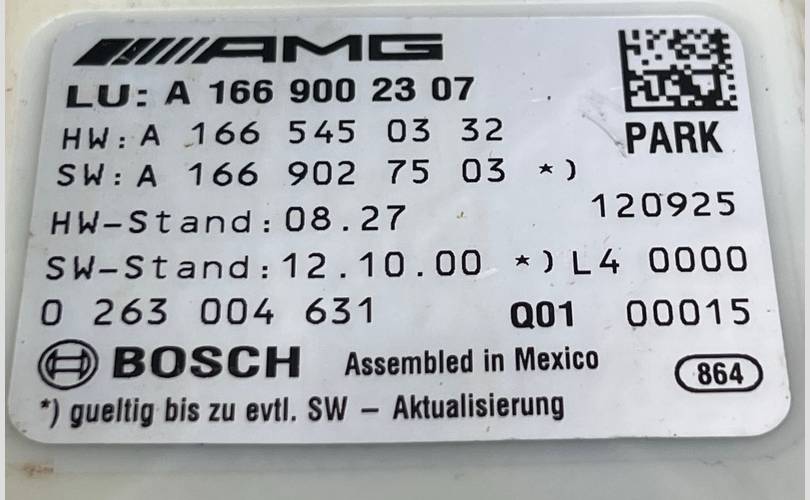 AMG
LU: A 166 900 23 07
HW: A 166 545 03 32
PARK
SW: A 166 902 75 03 *)
HW-Stand: 08.27 120925
SW-Stand: 12.10.00 *) L4 0000
0 263 004 631 Q01 00015
BOSCH Assembled in Mexico 864
*) gueltig bis zu evtl. SW – Aktualisierung